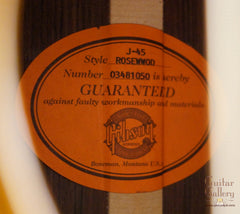 J-45
Style ROSEWOOD
Number 03481050 is hereby
GUARANTEED
against faulty workmanship and materials.
Gibson
Bozeman, Montana U.S.A.
Guitar
Gallery